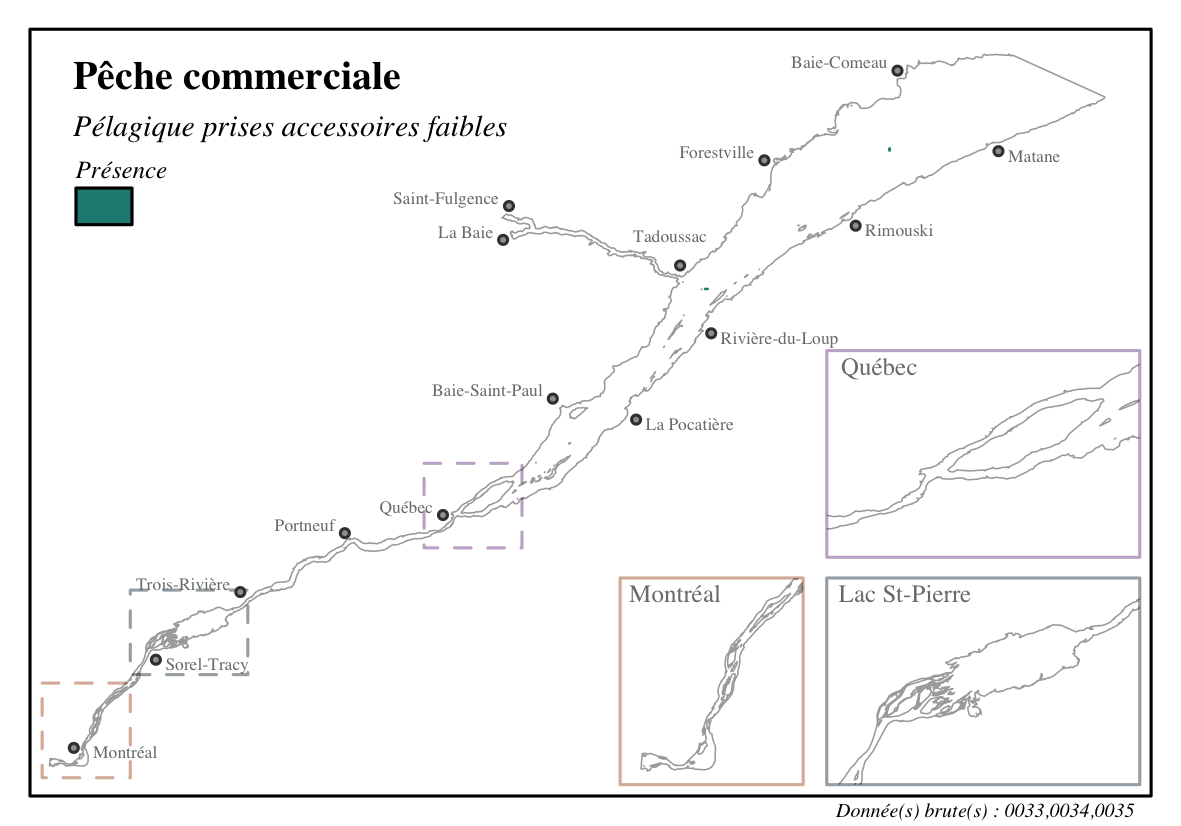 Pêche commerciale
Pélagique prises accessoires faibles
Présence
Baie-Comeau
Forestville
Matane
Saint-Fulgence
La Baie
Tadoussac
Rimouski
Rivière-du-Loup
Québec
Baie-Saint-Paul
La Pocatière
Québec
Portneuf
Trois-Rivière
Montréal
Lac St-Pierre
Sorel-Tracy
Montréal
Donnée(s) brute(s) : 0033,0034,0035